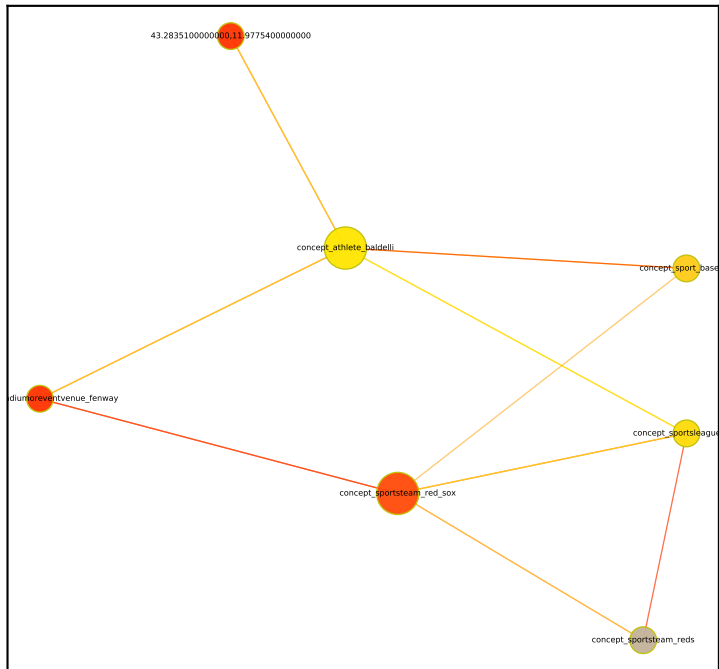 43.2835100000000,11.9775400000000
concept_athlete_baldelli
concept_sport_base
diumoreventvenue_fenway
concept_sportsleague
concept_sportsteam_red_sox
concept_sportsteam_reds